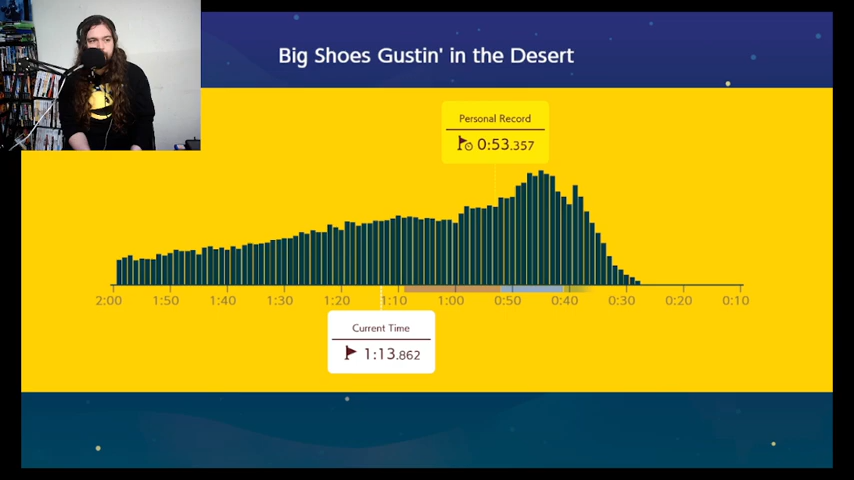 Big Shoes Gustin' in the Desert
Personal Record
0:53.357
2:00 1:50 1:40 1:30 1:20 1:10 1:00 0:50 0:40 0:30 0:20 0:10
Current Time
1:13.862